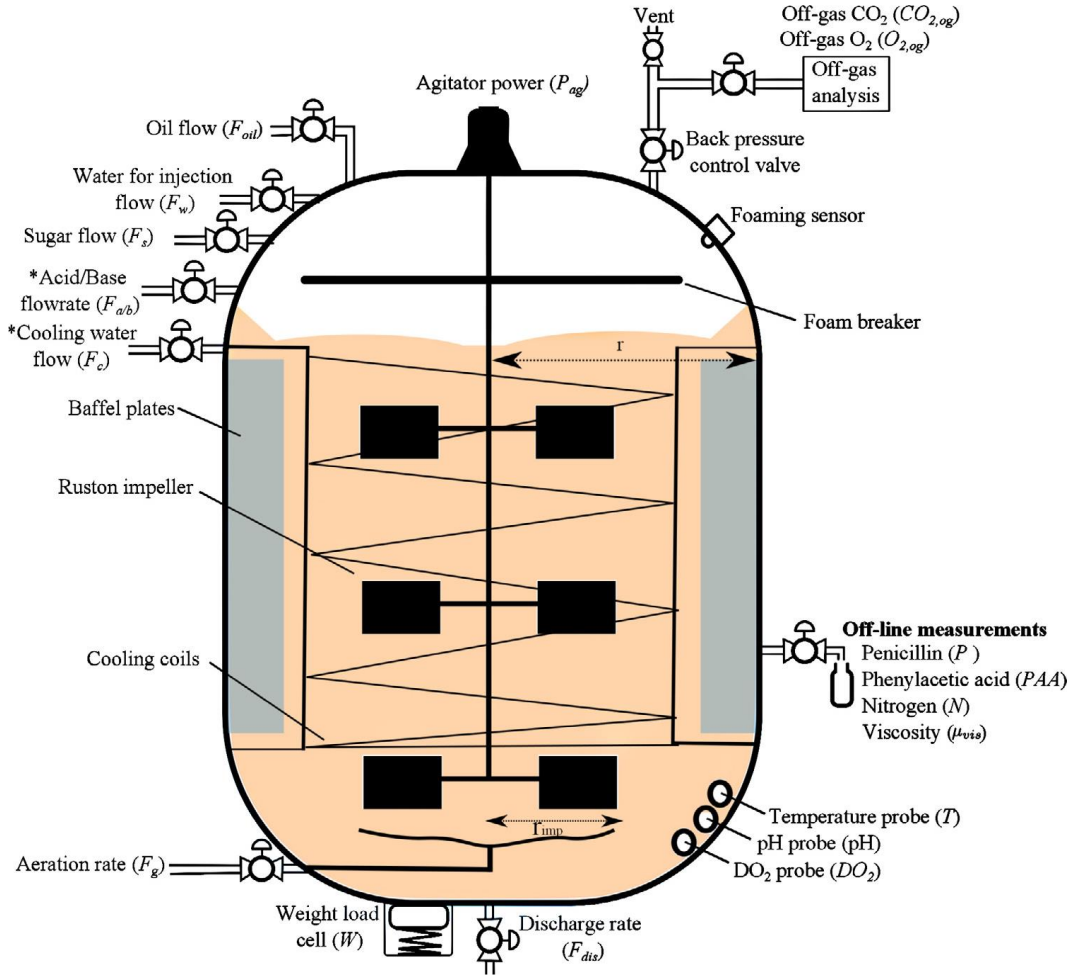 Vent
Off-gas CO₂ (CO₂,og)
Off-gas O₂ (O₂,og)
Off-gas
analysis
Agitator power (Pag)
Oil flow (Foil)
Back pressure
control valve
Water for injection
flow (Fw)
Foaming sensor
Sugar flow (Fs)
*Acid/Base
flowrate (Fa/b)
Foam breaker
*Cooling water
flow (Fc)
r
Baffel plates
Ruston impeller
Cooling coils
Off-line measurements
Penicillin (P )
Phenylacetic acid (PAA)
Nitrogen (N)
Viscosity (μvis)
rimp
Temperature probe (T)
pH probe (pH)
DO₂ probe (DO₂)
Aeration rate (Fg)
Weight load
cell (W)
Discharge rate
(Fdis)